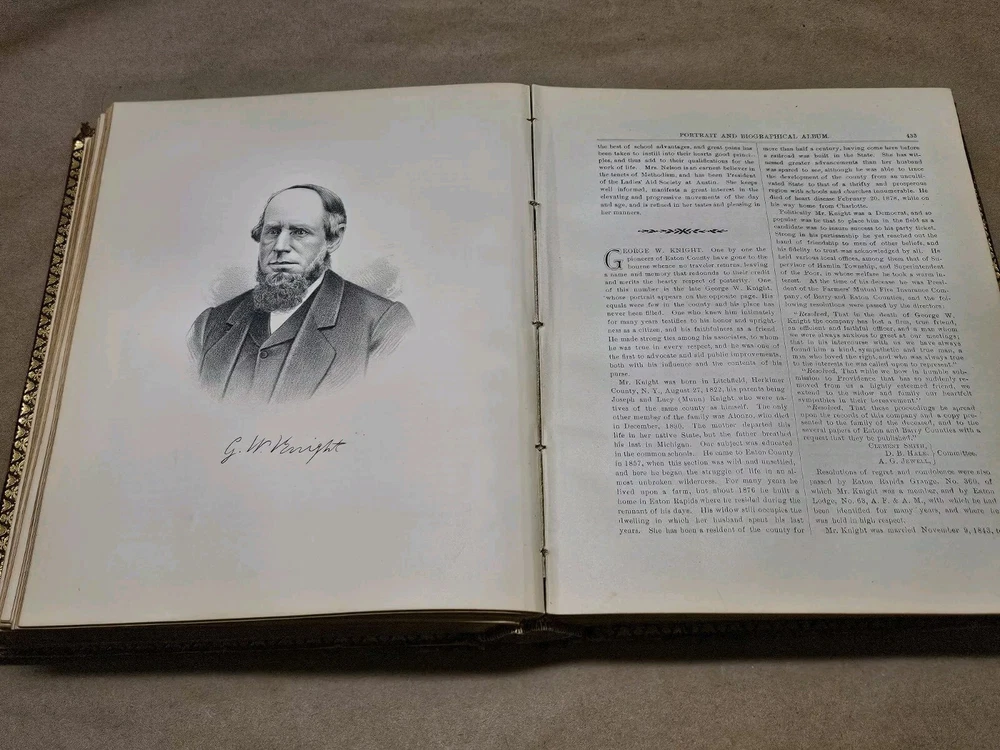 G. W. Knight
PORTRAIT AND BIOGRAPHICAL ALBUM. 433
the best of school advantages, and great pains has
been taken to instill into their hearts good princi-
ples, and thus add to their qualifications for the
work of life. Mrs. Nelson is an earnest believer in
the tenets of Methodism, and has been President
of the Ladies' Aid Society at Austin. She keeps
well informed, manifests a great interest in the
elevating and progressive movements of the day
and age, and is refined in her tastes and pleasing in
her manners.
GEORGE W. KNIGHT. One by one the
pioneers of Eaton County have gone to the
bourne whence no traveler returns, leaving
a name and memory that redounds to their credit
and merits the hearty respect of posterity. One
of this number is the late George W. Knight,
whose portrait appears on the opposite page. His
equals were few in the county and his place has
never been filled. One who knew him intimately
for many years testifies to his honor and upright-
ness as a citizen, and his faithfulness as a friend.
He made strong ties among his associates, to whom
he was true in every respect, and he was one of
the first to advocate and aid public improvements,
both with his influence and the contents of his
purse.
Mr. Knight was born in Litchfield, Herkimer
County, N. Y., August 27, 1822, his parents being
Joseph and Lucy (Munn) Knight, who were na-
tives of the same county as himself. The only
other member of the family was Alonzo, who died
in December, 1890. The mother departed this
life in her native State, but the father breathed
his last in Michigan. Our subject was educated
in the common schools. He came to Eaton County
in 1857, when this section was wild and unsettled,
and here he began the struggle of life in an al-
most unbroken wilderness. For many years he
lived upon a farm, but about 1876 he built a
home in Eaton Rapids where he resided during the
remnant of his days. His widow still occupies the
dwelling in which her husband spent his last
years. She has been a resident of the county for
more than half a century, having come here before
a railroad was built in the State. She has wit-
nessed greater advancements than her husband
was spared to see, although he was able to trace
the development of the county from an unculti-
vated State to that of a thrifty and prosperous
region with schools and churches innumerable. He
died of heart disease February 20, 1878, while on
his way home from Charlotte.
Politically Mr. Knight was a Democrat, and so
popular was he that to place him in the field as a
candidate was to insure success to his party ticket.
Strong in his partisanship he yet reached out the
hand of friendship to men of other beliefs, and
his fidelity to trust was acknowledged by all. He
held various local offices, among them that of Su-
pervisor of Hamlin Township, and Superintendent
of the Poor, in whose welfare he took a warm in-
terest. At the time of his decease he was Presi-
dent of the Farmers' Mutual Fire Insurance Com-
pany, of Barry and Eaton Counties, and the fol-
lowing resolutions were passed by the directors:
"Resolved, That in the death of George W.
Knight the company has lost a firm, true friend,
an efficient and faithful officer, and a man whom
we were always anxious to greet at our meetings;
that in his intercourse with us we have always
found him a kind, sympathetic and true man, a
man who loved the right, and who was always true
to the interests he was called upon to represent."
"Resolved, That while we bow in humble sub-
mission to Providence that has so suddenly re-
moved from us a highly esteemed friend, we
extend to the widow and family our heartfelt
sympathies in their bereavement."
"Resolved, That these proceedings be spread
upon the records of this company and a copy pre-
sented to the family of the deceased, and to the
several papers of Eaton and Barry Counties with a
request that they be published."
CLEMENT SMITH,
D. B. HALE, Committee.
A. G. JEWELL,
Resolutions of regret and condolence were also
passed by Eaton Rapids Grange, No. 360, of
which Mr. Knight was a member, and by Eaton
Lodge, No. 63, A. F. & A. M., with which he had
been identified for many years, and where
was held in high respect.
Mr. Knight was married November 9, 1843,